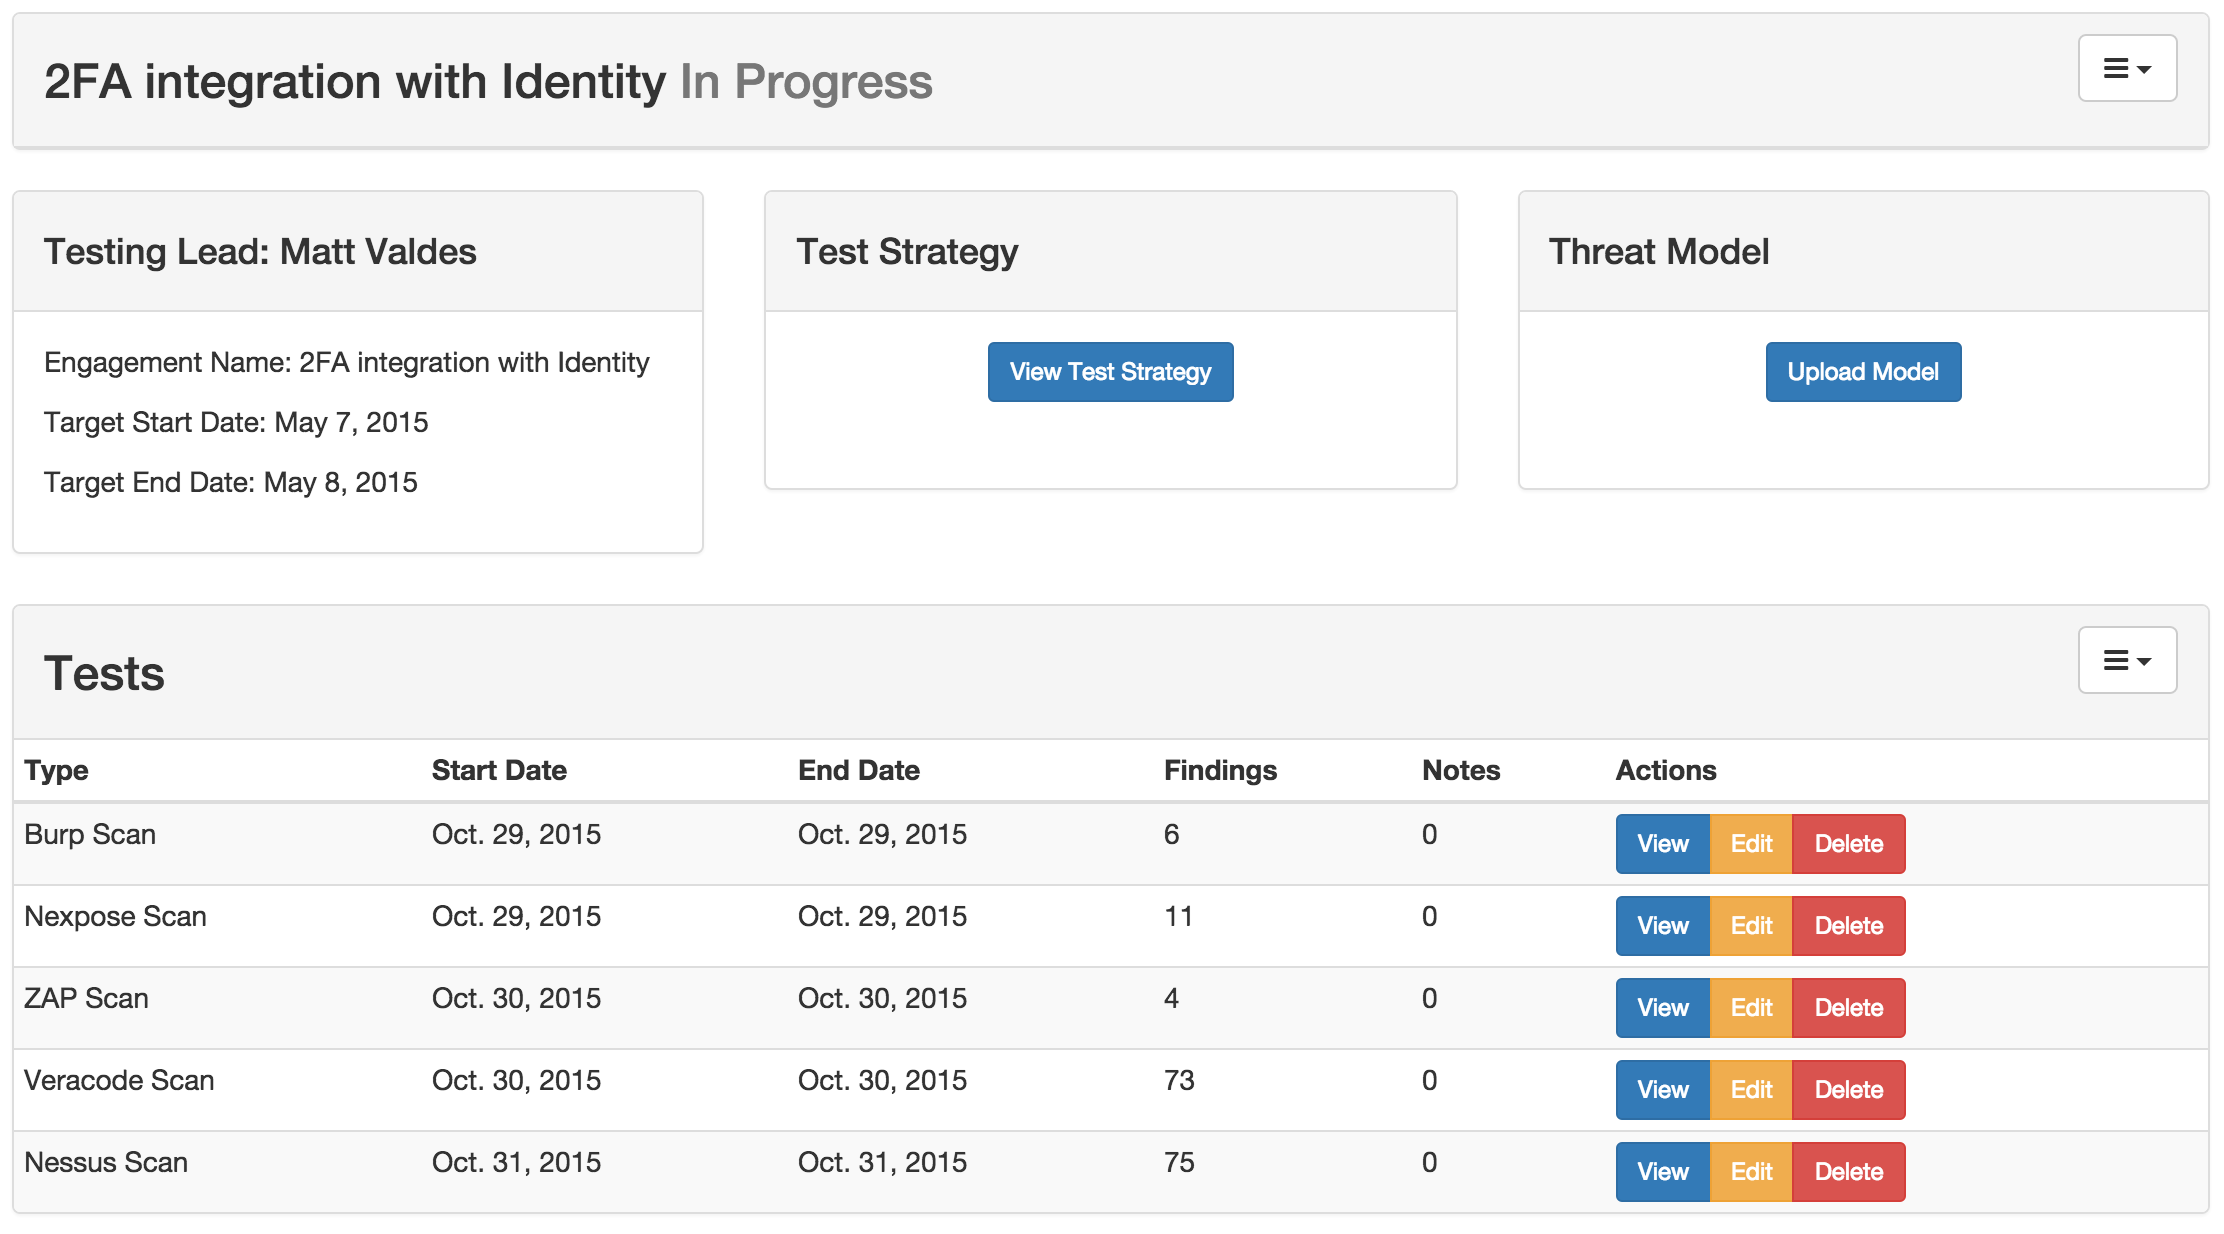 2FA integration with Identity In Progress
Testing Lead: Matt Valdes
Engagement Name: 2FA integration with Identity
Target Start Date: May 7, 2015
Target End Date: May 8, 2015
Test Strategy
View Test Strategy
Threat Model
Upload Model
Tests
Type Start Date End Date Findings Notes Actions
Burp Scan Oct. 29, 2015 Oct. 29, 2015 6 0 View Edit Delete
Nexpose Scan Oct. 29, 2015 Oct. 29, 2015 11 0 View Edit Delete
ZAP Scan Oct. 30, 2015 Oct. 30, 2015 4 0 View Edit Delete
Veracode Scan Oct. 30, 2015 Oct. 30, 2015 73 0 View Edit Delete
Nessus Scan Oct. 31, 2015 Oct. 31, 2015 75 0 View Edit Delete